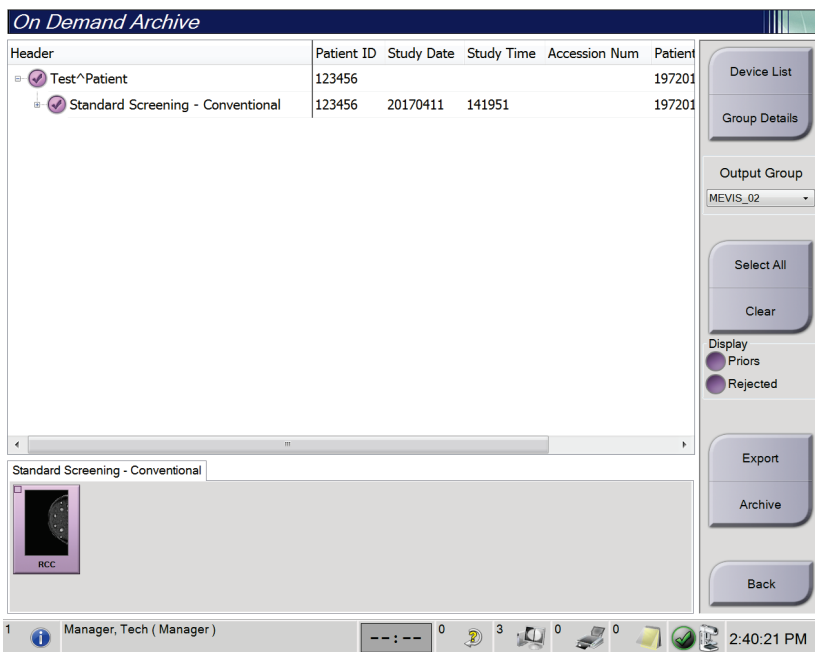 On Demand Archive
Header Patient ID Study Date Study Time Accession Num Patient
Test^Patient 123456 197201
Standard Screening - Conventional 123456 20170411 141951 197201
Device List
Group Details
Output Group
MEVIS_02
Select All
Clear
Display
Priors
Rejected
Export
Archive
Back
Standard Screening - Conventional
RCC
1 Manager, Tech ( Manager ) --:-- 0 3 0 0 2:40:21 PM